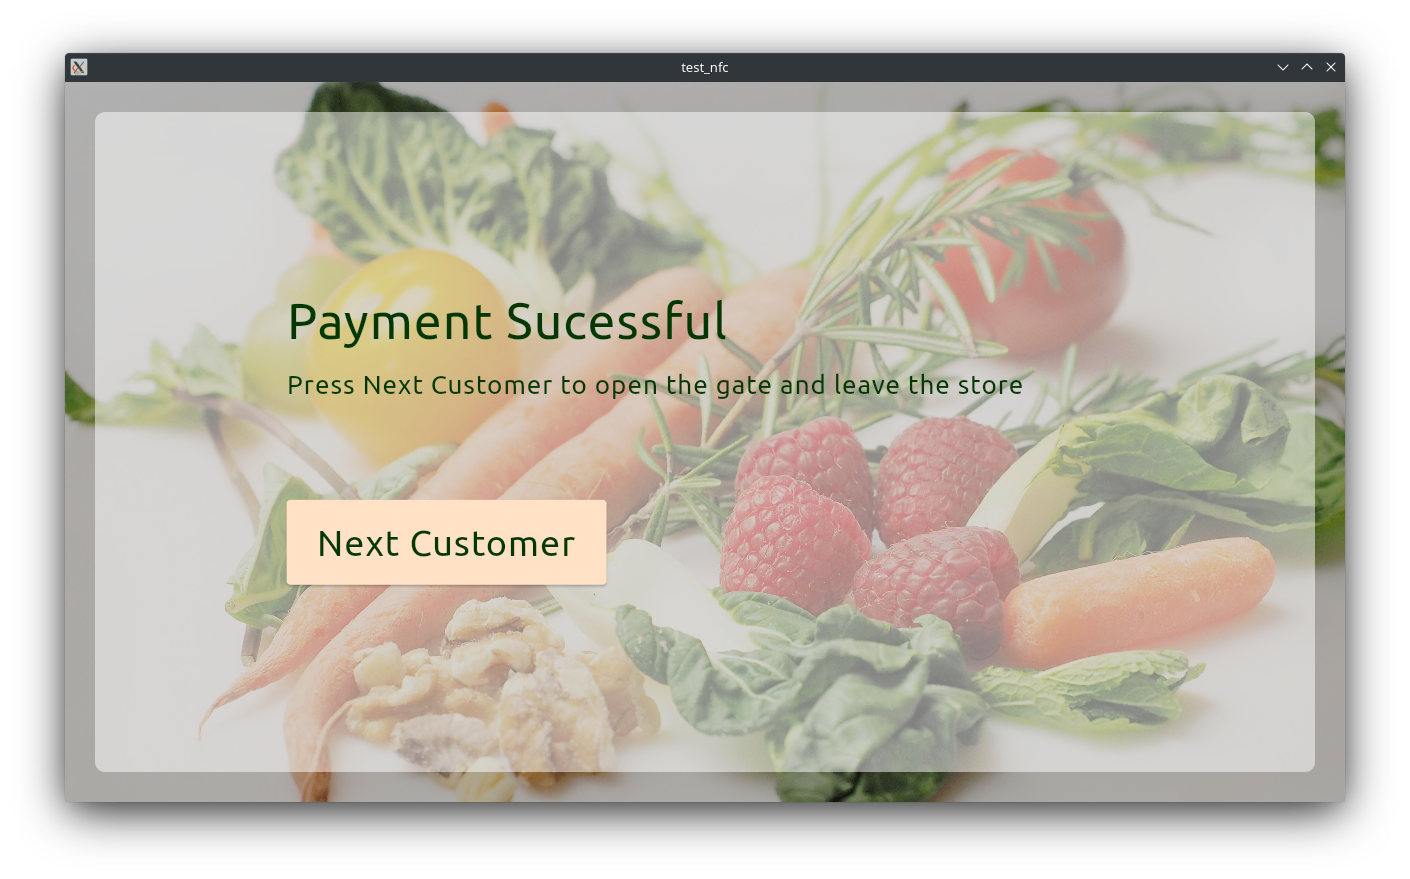 test_nfc
Payment Sucessful
Press Next Customer to open the gate and leave the store
Next Customer